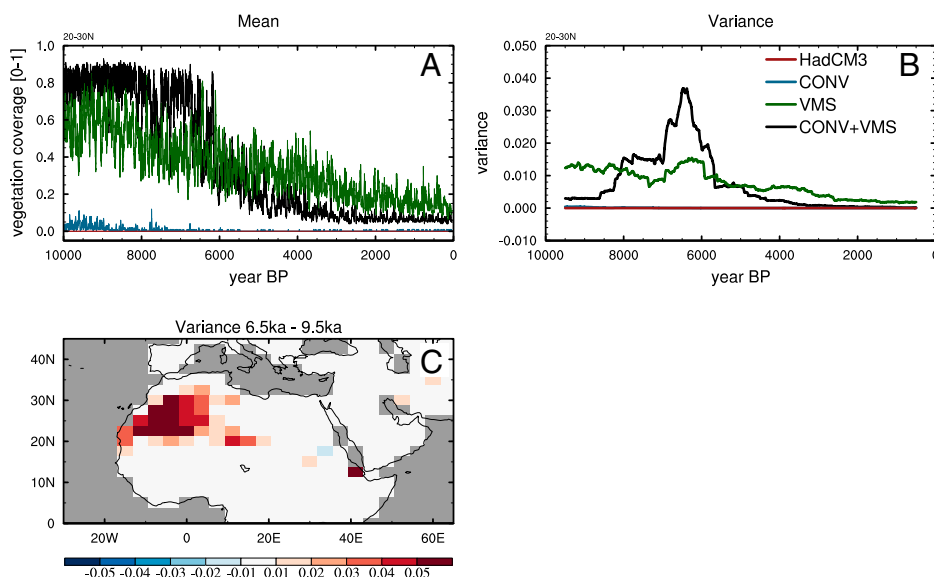 Mean
20-30N
A
vegetation coverage [0-1]
1.0
0.8
0.6
0.4
0.2
0.0
10000 8000 6000 4000 2000 0
year BP
Variance
20-30N
B
HadCM3
CONV
VMS
CONV+VMS
variance
0.050
0.040
0.030
0.020
0.010
0.000
-0.010
10000 8000 6000 4000 2000 0
year BP
Variance 6.5ka - 9.5ka
C
40N
30N
20N
10N
0
20W 0 20E 40E 60E
-0.05 -0.04 -0.03 -0.02 -0.01 0.01 0.02 0.03 0.04 0.05